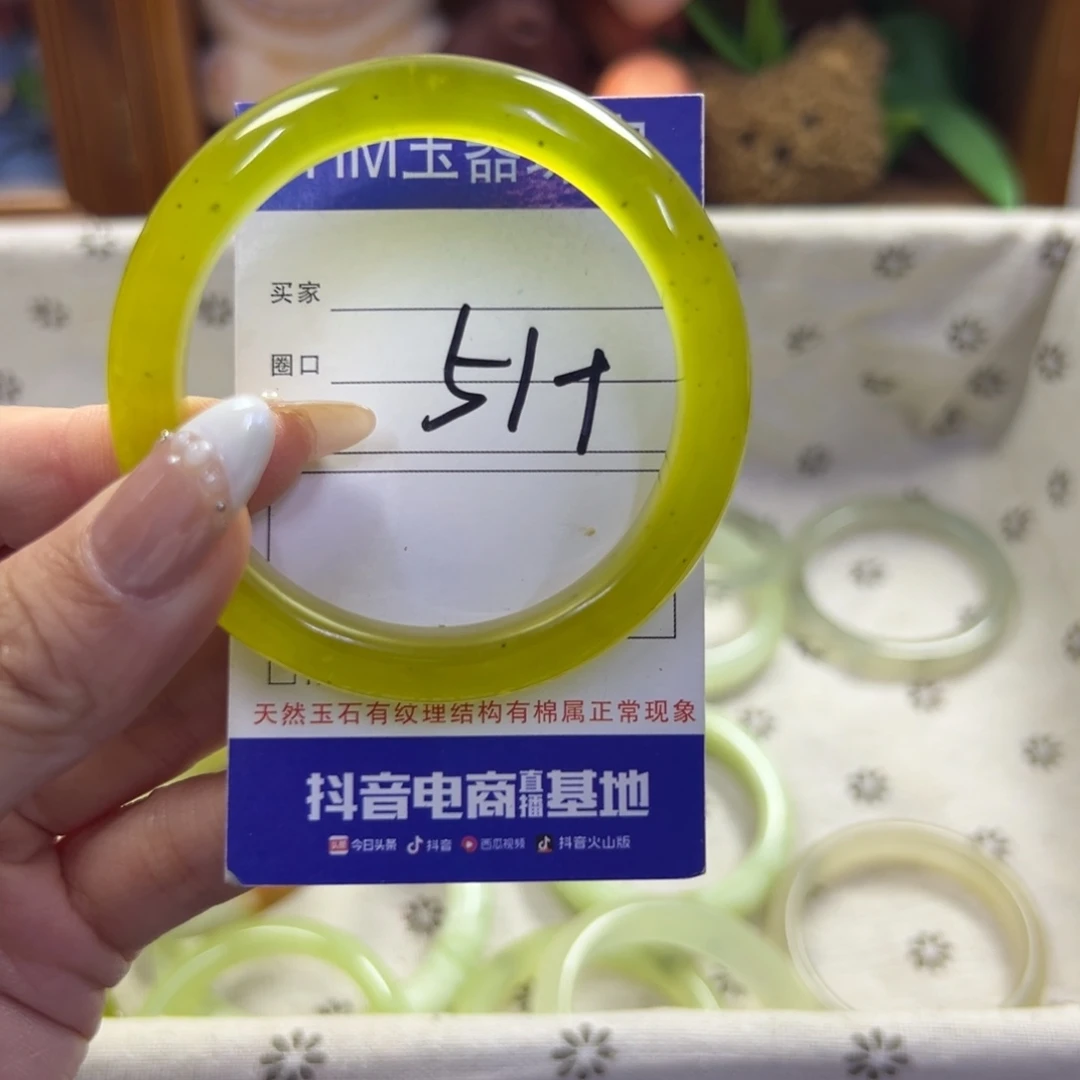 HM玉器
买家
圈口
51+
天然玉石有纹理结构有棉属正常现象
抖音电商直播基地
今日头条 抖音 西瓜视频 抖音火山版